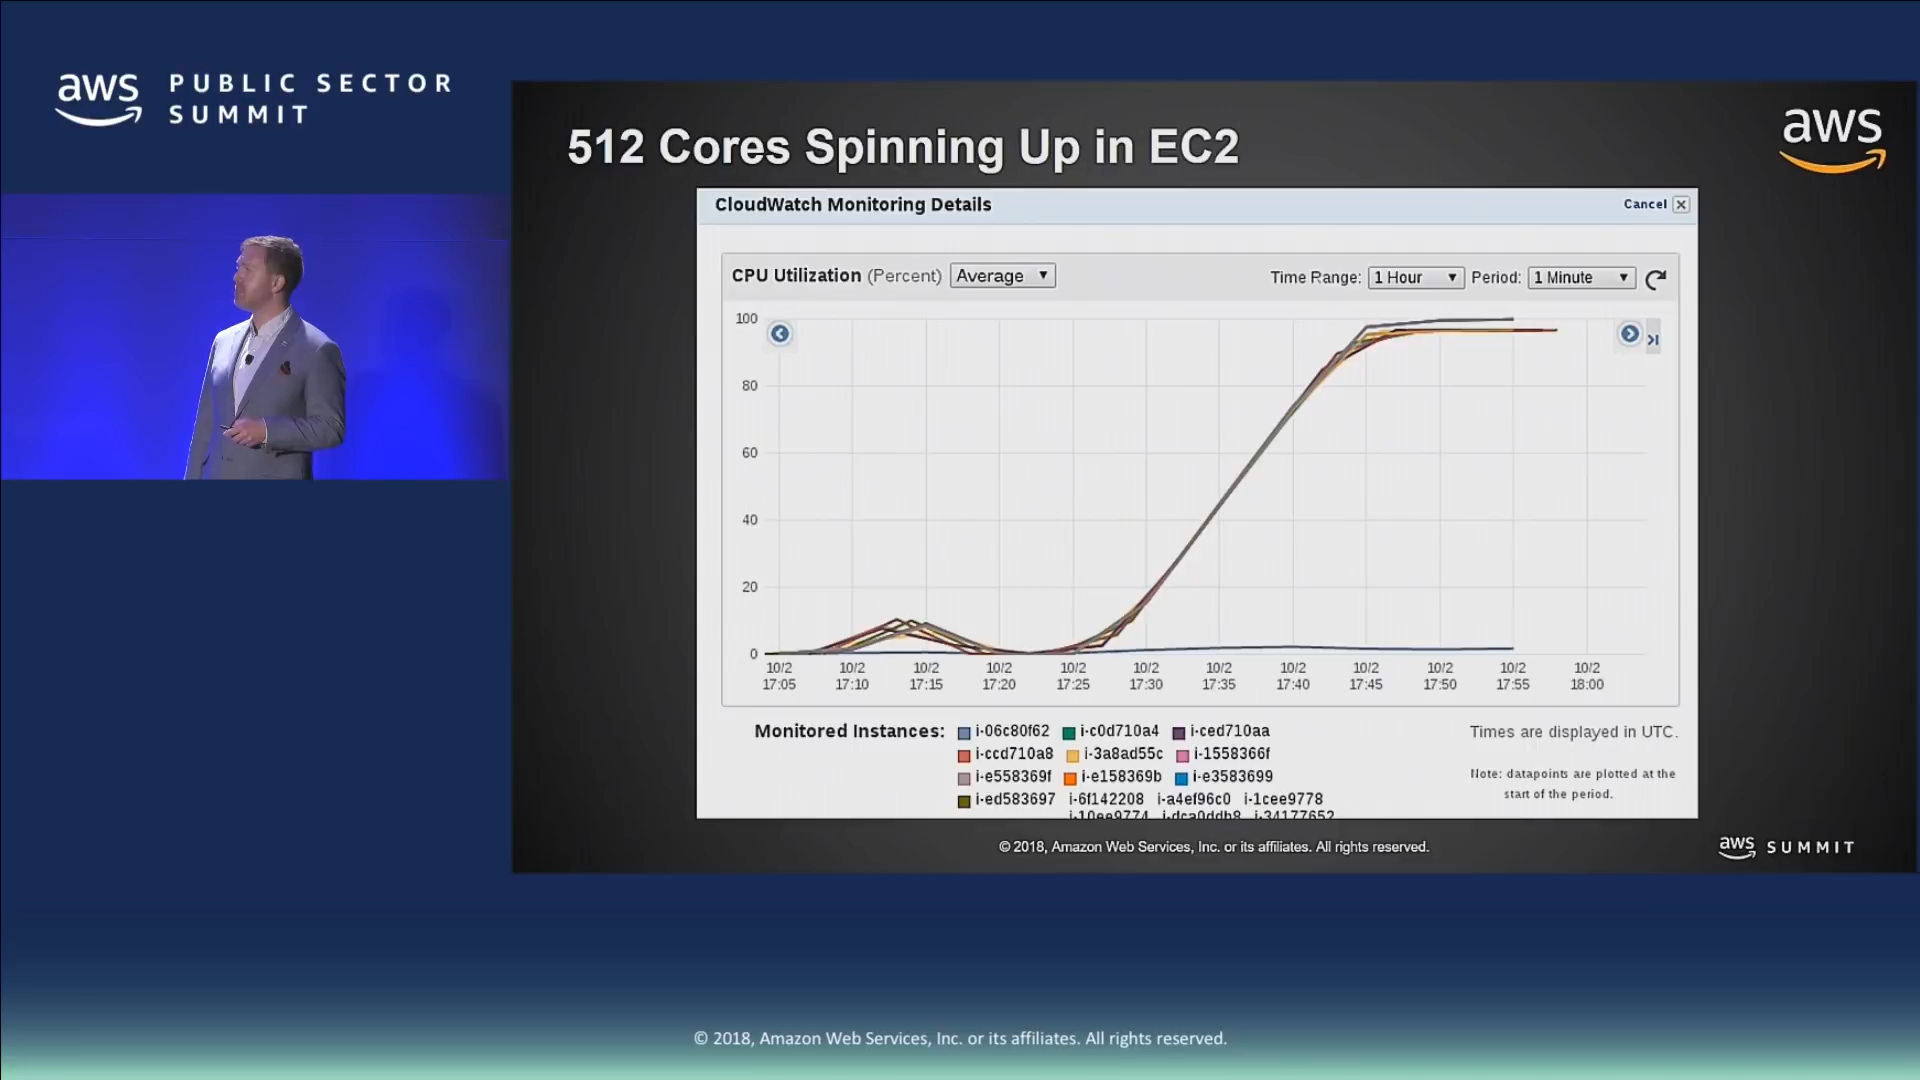 aws PUBLIC SECTOR
SUMMIT
512 Cores Spinning Up in EC2
aws
CloudWatch Monitoring Details
Cancel
CPU Utilization (Percent) Average
Time Range: 1 Hour Period: 1 Minute
100
80
60
40
20
0
10/2 10/2 10/2 10/2 10/2 10/2 10/2 10/2 10/2 10/2 10/2 10/2
17:05 17:10 17:15 17:20 17:25 17:30 17:35 17:40 17:45 17:50 17:55 18:00
Monitored Instances: i-06c80f62 i-c0d710a4 i-ced710aa
i-ccd710a8 i-3a8ad55c i-1558366f
i-e558369f i-e158369b i-e3583699
i-ed583697 i-6f142208 i-a4ef96c0 i-1cee9778
i-10ee9774 i-dca0ddb8 i-34177652
Times are displayed in UTC.
Note: datapoints are plotted at the
start of the period.
© 2018, Amazon Web Services, Inc. or its affiliates. All rights reserved.
aws SUMMIT
© 2018, Amazon Web Services, Inc. or its affiliates. All rights reserved.